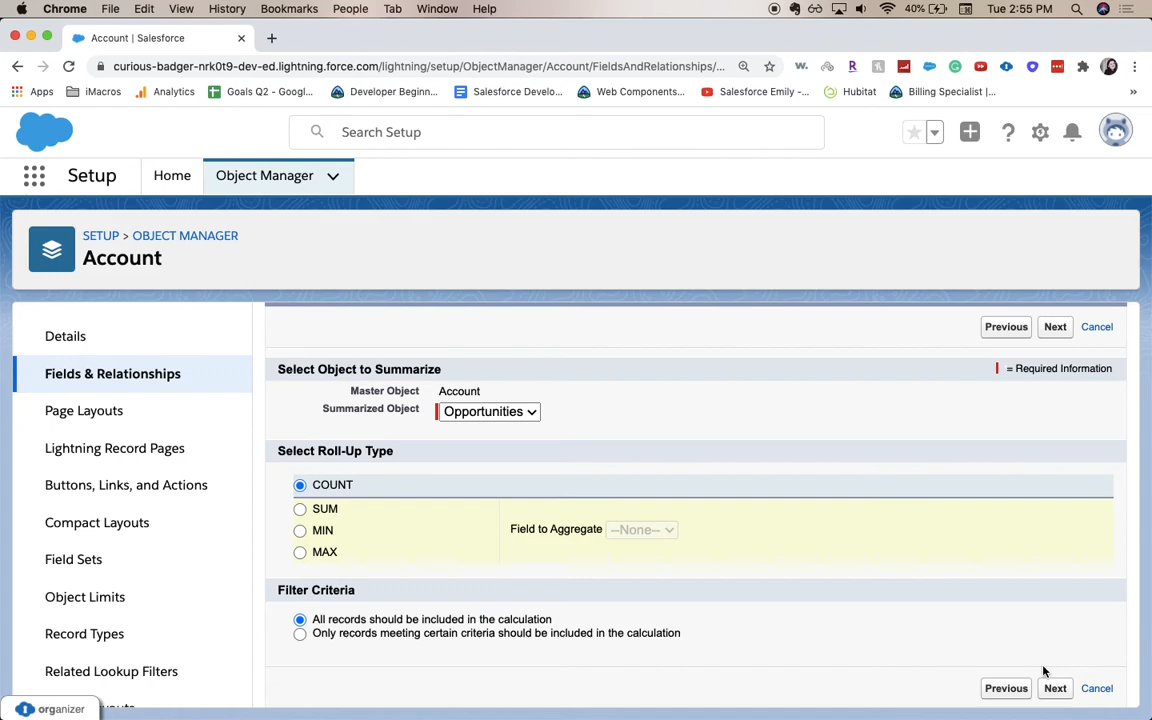 Chrome File Edit View History Bookmarks People Tab Window Help 40% Tue 2:55 PM
Account | Salesforce
curious-badger-nrk0t9-dev-ed.lightning.force.com/lightning/setup/ObjectManager/Account/FieldsAndRelationships/...
Apps iMacros Analytics Goals Q2 - Googl... Developer Beginn... Salesforce Develo... Web Components... Salesforce Emily -... Hubitat Billing Specialist |... »
Search Setup
Setup Home Object Manager
SETUP > OBJECT MANAGER
Account
Details
Fields & Relationships
Page Layouts
Lightning Record Pages
Buttons, Links, and Actions
Compact Layouts
Field Sets
Object Limits
Record Types
Related Lookup Filters
organizer
Previous Next Cancel
Select Object to Summarize = Required Information
Master Object Account
Summarized Object Opportunities
Select Roll-Up Type
COUNT
SUM
MIN
MAX
Field to Aggregate --None--
Filter Criteria
All records should be included in the calculation
Only records meeting certain criteria should be included in the calculation
Previous Next Cancel